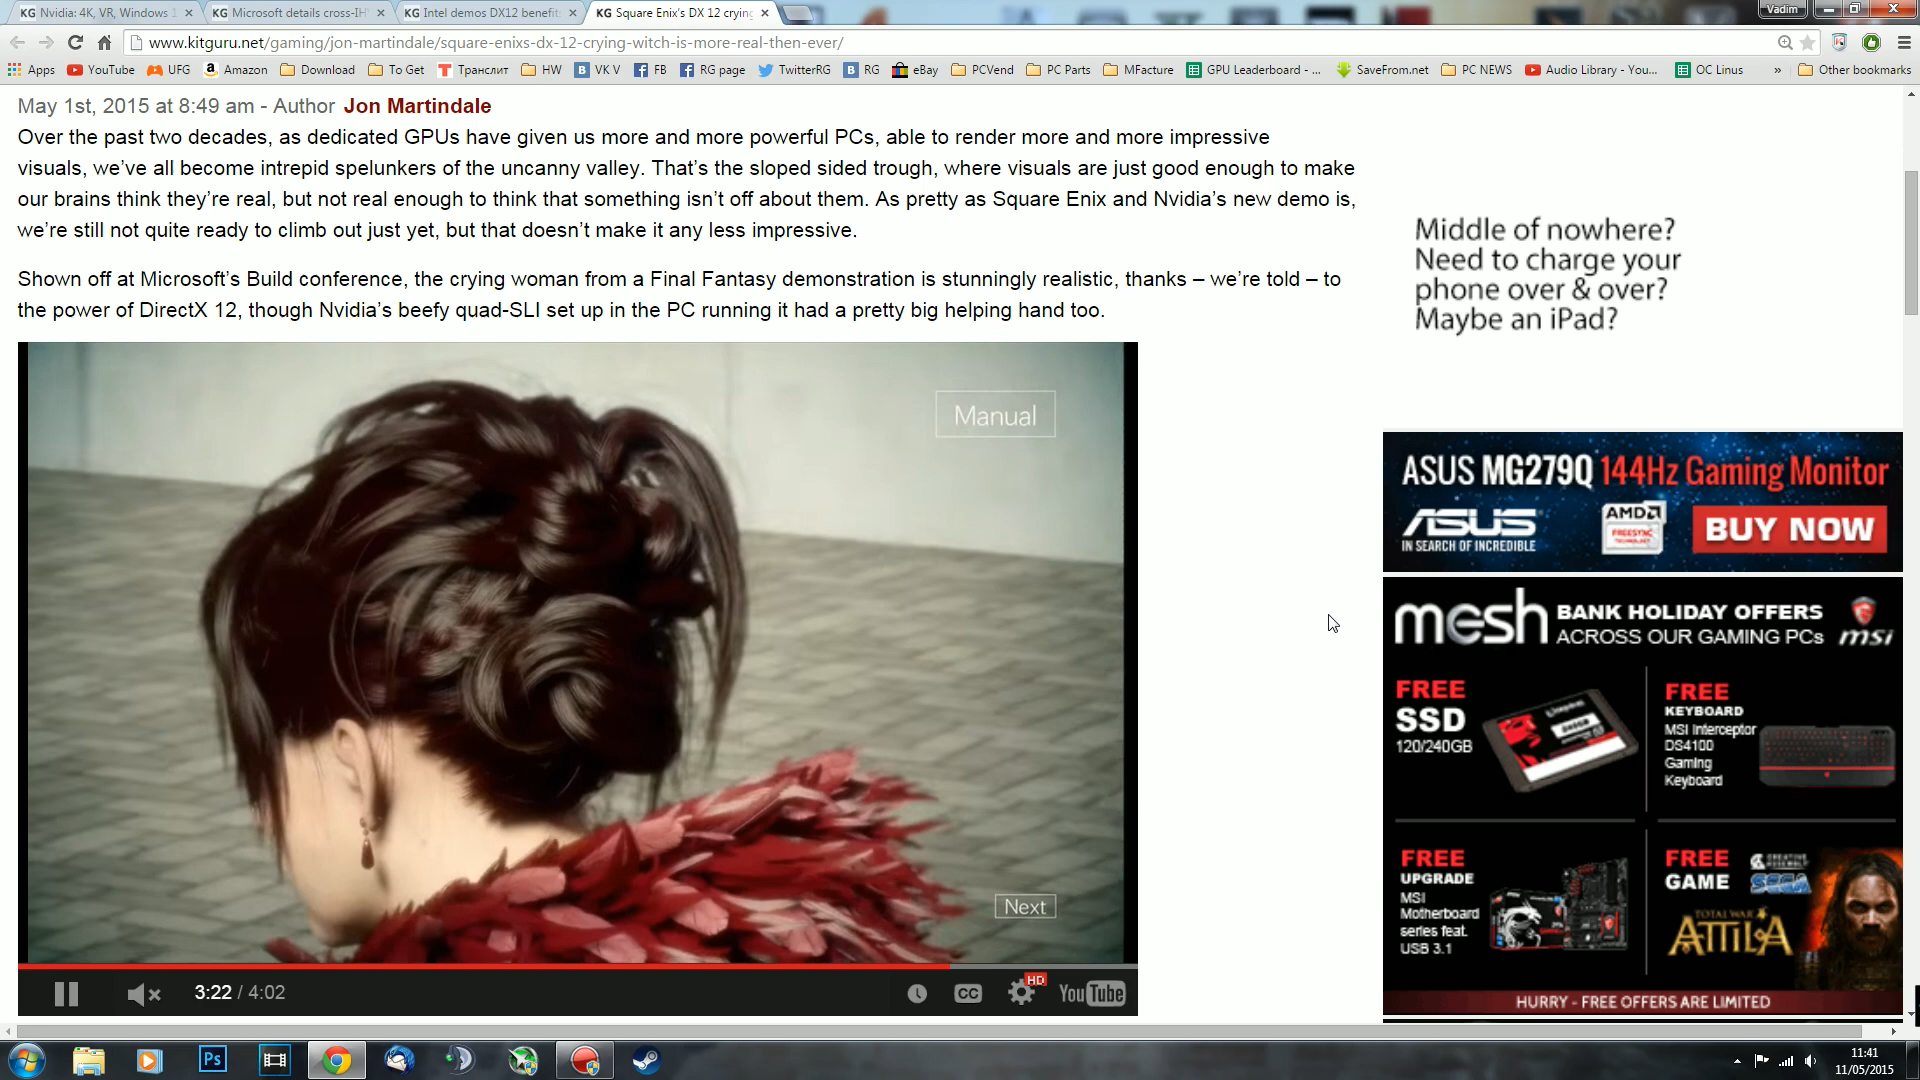 KG Nvidia: 4K, VR, Windows 1
KG Microsoft details cross-IH
KG Intel demos DX12 benefit
KG Square Enix's DX 12 crying
Vadim
www.kitguru.net/gaming/jon-martindale/square-enixs-dx-12-crying-witch-is-more-real-then-ever/
Apps YouTube UFG Amazon Download To Get Транслит HW VK V FB RG page TwitterRG RG eBay PCVend PC Parts MFacture GPU Leaderboard - ... SaveFrom.net PC NEWS Audio Library - You... OC Linus » Other bookmarks
May 1st, 2015 at 8:49 am - Author Jon Martindale
Over the past two decades, as dedicated GPUs have given us more and more powerful PCs, able to render more and more impressive
visuals, we’ve all become intrepid spelunkers of the uncanny valley. That’s the sloped sided trough, where visuals are just good enough to make
our brains think they’re real, but not real enough to think that something isn’t off about them. As pretty as Square Enix and Nvidia’s new demo is,
we’re still not quite ready to climb out just yet, but that doesn’t make it any less impressive.
Shown off at Microsoft’s Build conference, the crying woman from a Final Fantasy demonstration is stunningly realistic, thanks – we’re told – to
the power of DirectX 12, though Nvidia’s beefy quad-SLI set up in the PC running it had a pretty big helping hand too.
Manual
Next
3:22 / 4:02
CC
HD
YouTube
Middle of nowhere?
Need to charge your
phone over & over?
Maybe an iPad?
ASUS MG279Q 144Hz Gaming Monitor
ASUS
IN SEARCH OF INCREDIBLE
AMD
FREESYNC
BUY NOW
mesh BANK HOLIDAY OFFERS
ACROSS OUR GAMING PCs
msi
FREE
SSD
120/240GB
FREE
KEYBOARD
MSI Interceptor
DS4100
Gaming
Keyboard
FREE
UPGRADE
MSI
Motherboard
series feat.
USB 3.1
FREE
GAME
CREATIVE
ASSEMBLY
SEGA
TOTAL WAR
ATTILA
HURRY - FREE OFFERS ARE LIMITED
Ps
11:41
11/05/2015